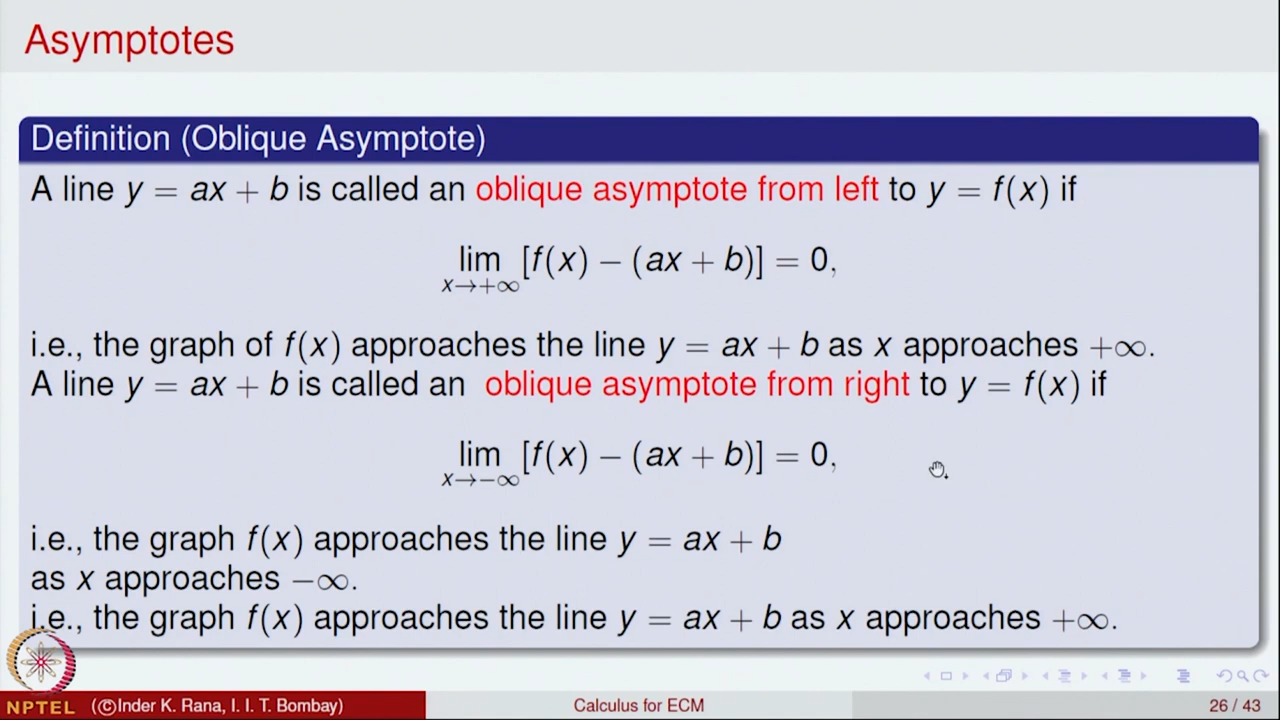 Asymptotes
Definition (Oblique Asymptote)
A line y = ax + b is called an oblique asymptote from left to y = f(x) if
lim x→+∞ [f(x) − (ax + b)] = 0,
i.e., the graph of f(x) approaches the line y = ax + b as x approaches +∞.
A line y = ax + b is called an oblique asymptote from right to y = f(x) if
lim x→−∞ [f(x) − (ax + b)] = 0,
i.e., the graph f(x) approaches the line y = ax + b
as x approaches −∞.
i.e., the graph f(x) approaches the line y = ax + b as x approaches +∞.
NPTEL (©Inder K. Rana, I. I. T. Bombay) Calculus for ECM 26 / 43